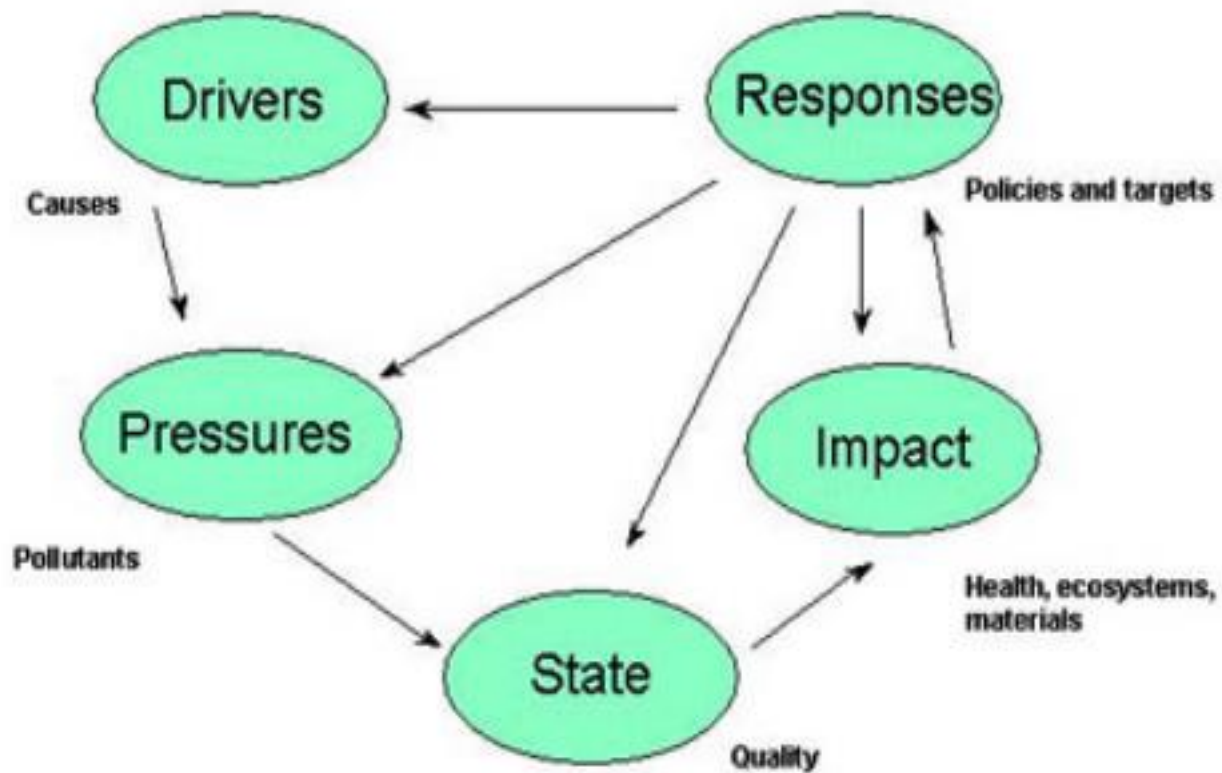 Drivers
Responses
Causes
Policies and targets
Pressures
Impact
Pollutants
Health, ecosystems,
materials
State
Quality